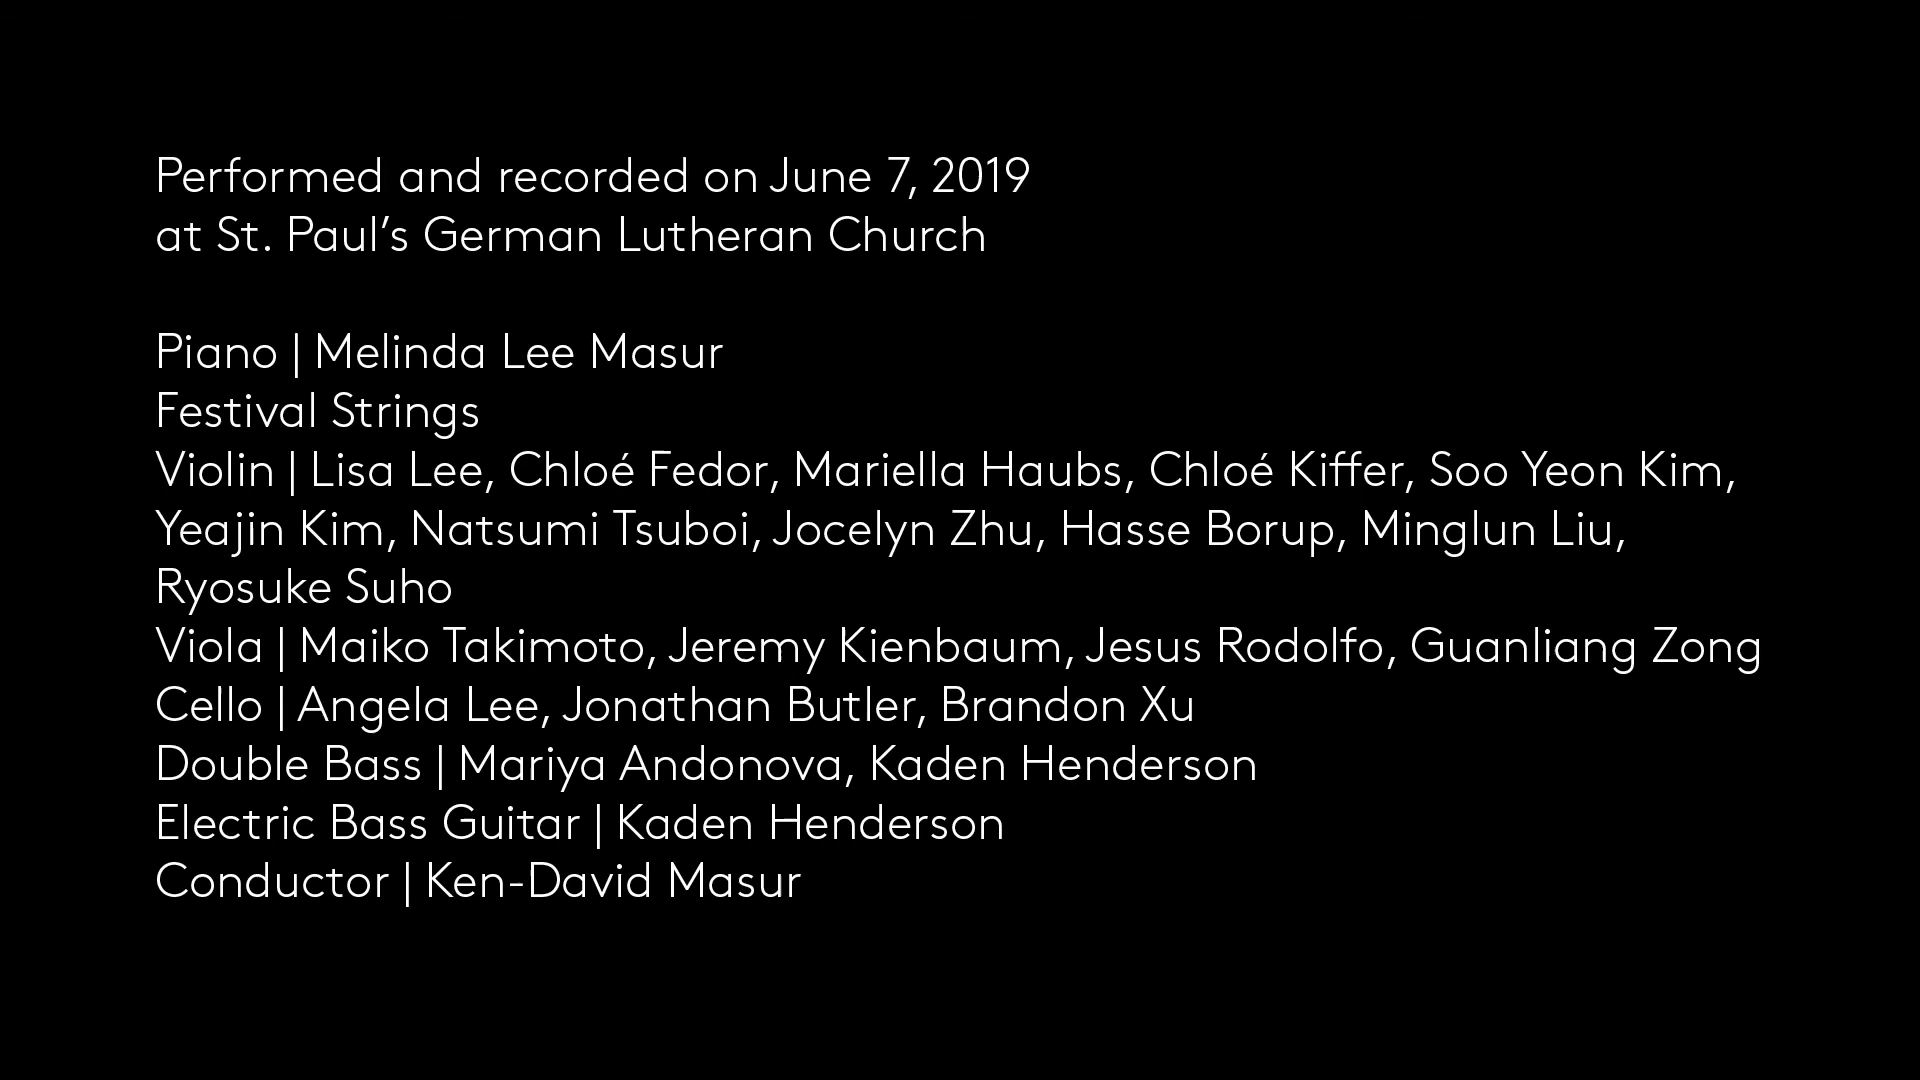 Performed and recorded on June 7, 2019
at St. Paul’s German Lutheran Church
Piano | Melinda Lee Masur
Festival Strings
Violin | Lisa Lee, Chloé Fedor, Mariella Haubs, Chloé Kiffer, Soo Yeon Kim,
Yeajin Kim, Natsumi Tsuboi, Jocelyn Zhu, Hasse Borup, Minglun Liu,
Ryosuke Suho
Viola | Maiko Takimoto, Jeremy Kienbaum, Jesus Rodolfo, Guanliang Zong
Cello | Angela Lee, Jonathan Butler, Brandon Xu
Double Bass | Mariya Andonova, Kaden Henderson
Electric Bass Guitar | Kaden Henderson
Conductor | Ken-David Masur